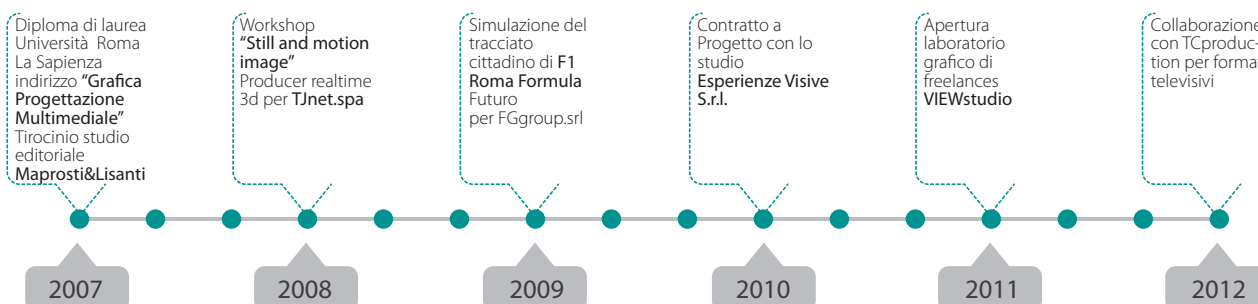 Diploma di laurea
Università Roma
La Sapienza
indirizzo “Grafica
Progettazione
Multimediale”
Tirocinio studio
editoriale
Maprosti&Lisanti
Workshop
“Still and motion
image”
Producer realtime
3d per TJnet.spa
Simulazione del
tracciato
cittadino di F1
Roma Formula
Futuro
per FGgroup.srl
Contratto a
Progetto con lo
studio
Esperienze Visive
S.r.l.
Apertura
laboratorio
grafico di
freelances
VIEWstudio
Collaborazione
con TCproduc-
tion per forma
televisivi
2007
2008
2009
2010
2011
2012